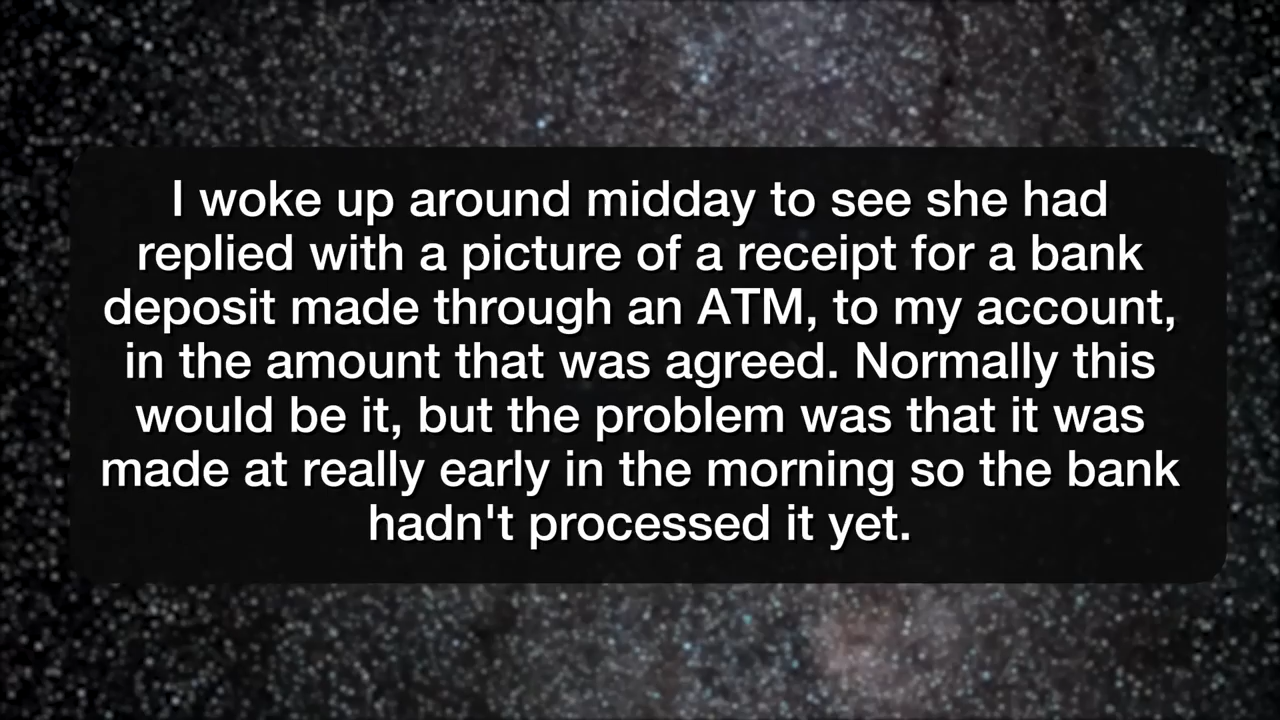 I woke up around midday to see she had
replied with a picture of a receipt for a bank
deposit made through an ATM, to my account,
in the amount that was agreed. Normally this
would be it, but the problem was that it was
made at really early in the morning so the bank
hadn't processed it yet.